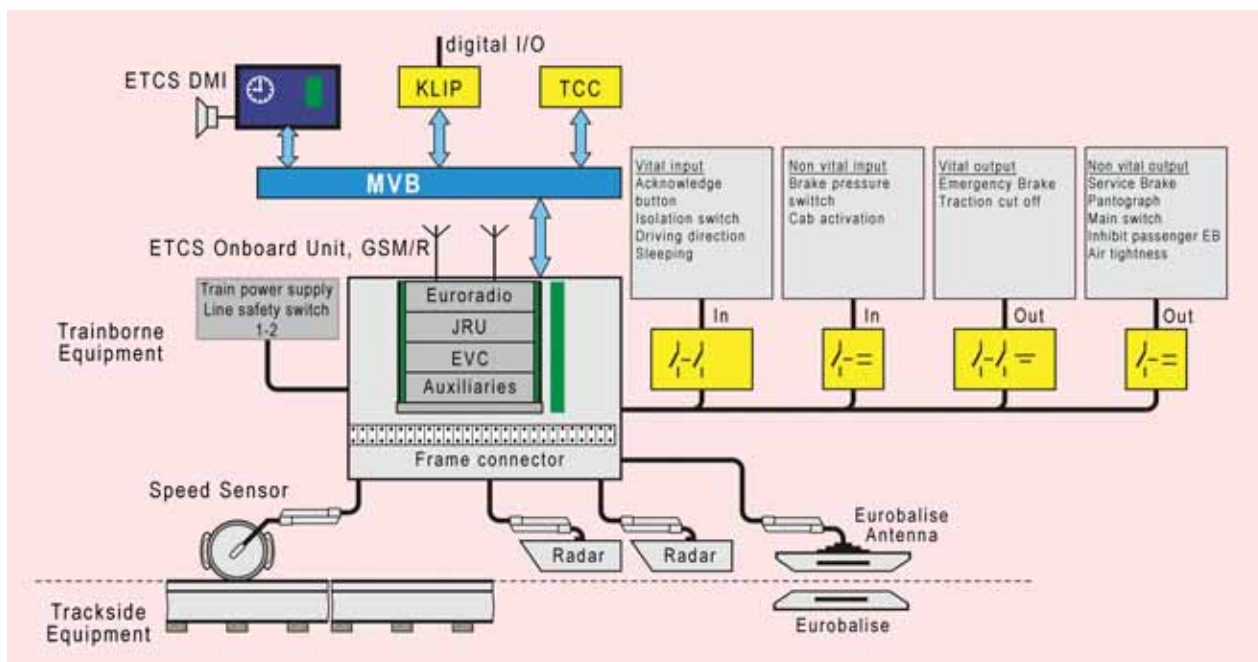 digital I/O
ETCS DMI
KLIP
TCC
MVB
Vital input
Acknowledge
button
Isolation switch
Driving direction
Sleeping
Non vital input
Brake pressure
swittch
Cab activation
Vital output
Emergency Brake
Traction cut off
Non vital output
Service Brake
Pantograph
Main switch
Inhibit passenger EB
Air tightness
ETCS Onboard Unit, GSM/R
Train power supply
Line safety switch
1-2
Trainborne
Equipment
Euroradio
JRU
EVC
Auxiliaries
Frame connector
In
In
Out
Out
Speed Sensor
Radar
Radar
Eurobalise
Antenna
Trackside
Equipment
Eurobalise